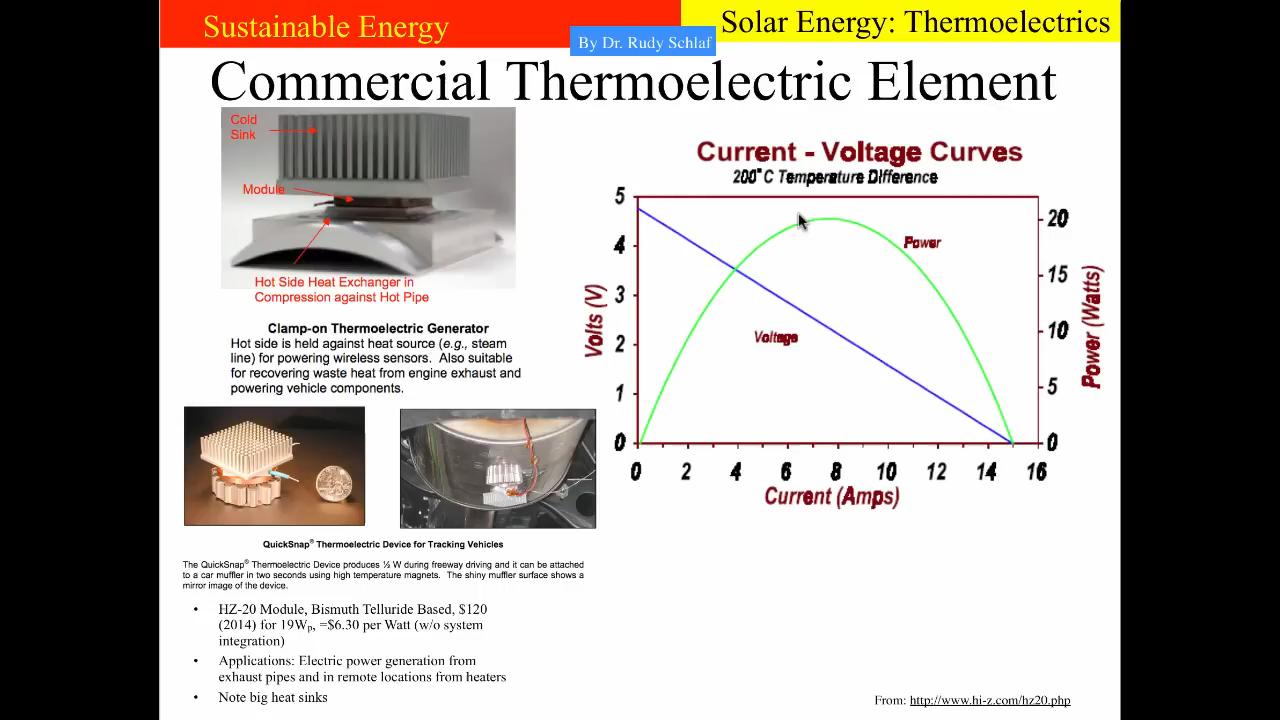 Sustainable Energy
Solar Energy: Thermoelectrics
By Dr. Rudy Schlaf
Commercial Thermoelectric Element
Cold
Sink
Module
Hot Side Heat Exchanger in
Compression against Hot Pipe
Clamp-on Thermoelectric Generator
Hot side is held against heat source (e.g., steam
line) for powering wireless sensors. Also suitable
for recovering waste heat from engine exhaust and
powering vehicle components.
QuickSnap® Thermoelectric Device for Tracking Vehicles
The QuickSnap® Thermoelectric Device produces ½ W during freeway driving and it can be attached
to a car muffler in two seconds using high temperature magnets. The shiny muffler surface shows a
mirror image of the device.
• HZ-20 Module, Bismuth Telluride Based, $120
(2014) for 19Wp, =$6.30 per Watt (w/o system
integration)
• Applications: Electric power generation from
exhaust pipes and in remote locations from heaters
• Note big heat sinks
Current - Voltage Curves
200°C Temperature Difference
5
4
3
2
1
0
Volts (V)
Power
Voltage
20
15
10
5
0
Power (Watts)
0 2 4 6 8 10 12 14 16
Current (Amps)
From: http://www.hi-z.com/hz20.php